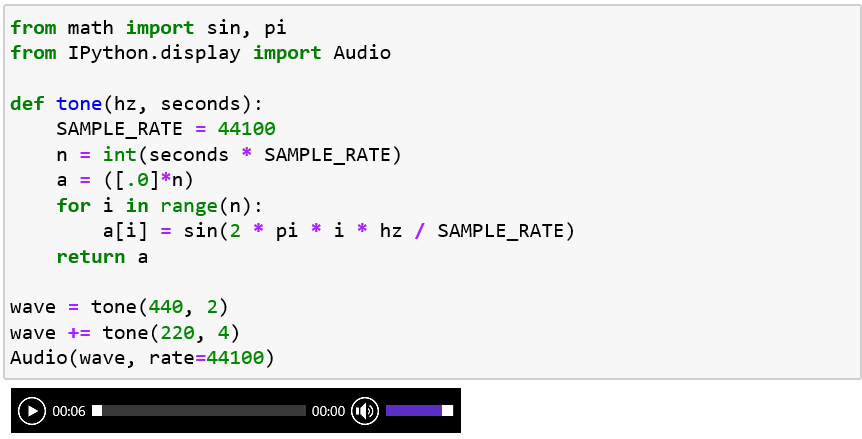 from math import sin, pi
from IPython.display import Audio

def tone(hz, seconds):
    SAMPLE_RATE = 44100
    n = int(seconds * SAMPLE_RATE)
    a = ([.0]*n)
    for i in range(n):
        a[i] = sin(2 * pi * i * hz / SAMPLE_RATE)
    return a

wave = tone(440, 2)
wave += tone(220, 4)
Audio(wave, rate=44100)
00:06 00:00